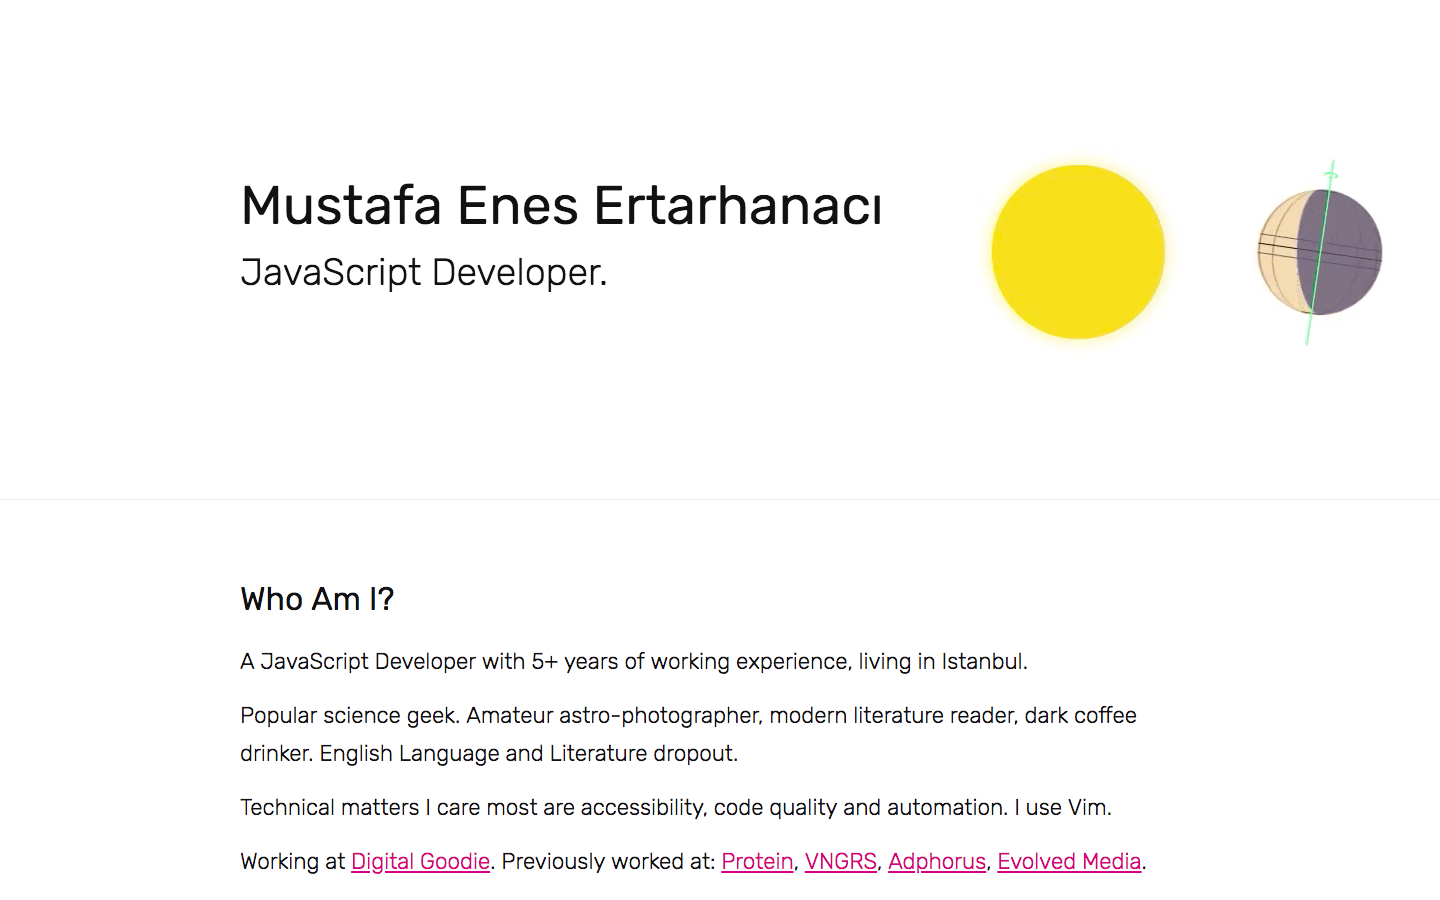 Mustafa Enes Ertarhanacı
JavaScript Developer.
Who Am I?
A JavaScript Developer with 5+ years of working experience, living in Istanbul.
Popular science geek. Amateur astro-photographer, modern literature reader, dark coffee
drinker. English Language and Literature dropout.
Technical matters I care most are accessibility, code quality and automation. I use Vim.
Working at Digital Goodie. Previously worked at: Protein, VNGRS, Adphorus, Evolved Media.